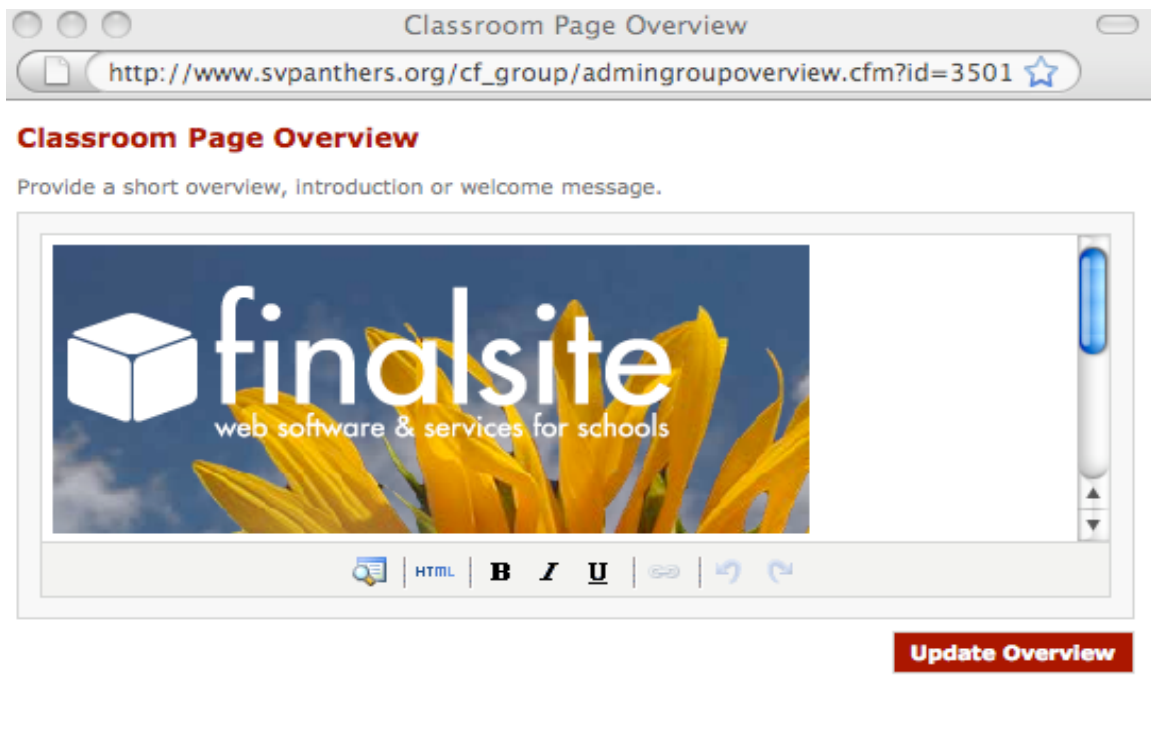 Classroom Page Overview
http://www.svpanthers.org/cf_group/admingroupoverview.cfm?id=3501
Classroom Page Overview
Provide a short overview, introduction or welcome message.
finalsite
web software & services for schools
HTML B I U
Update Overview